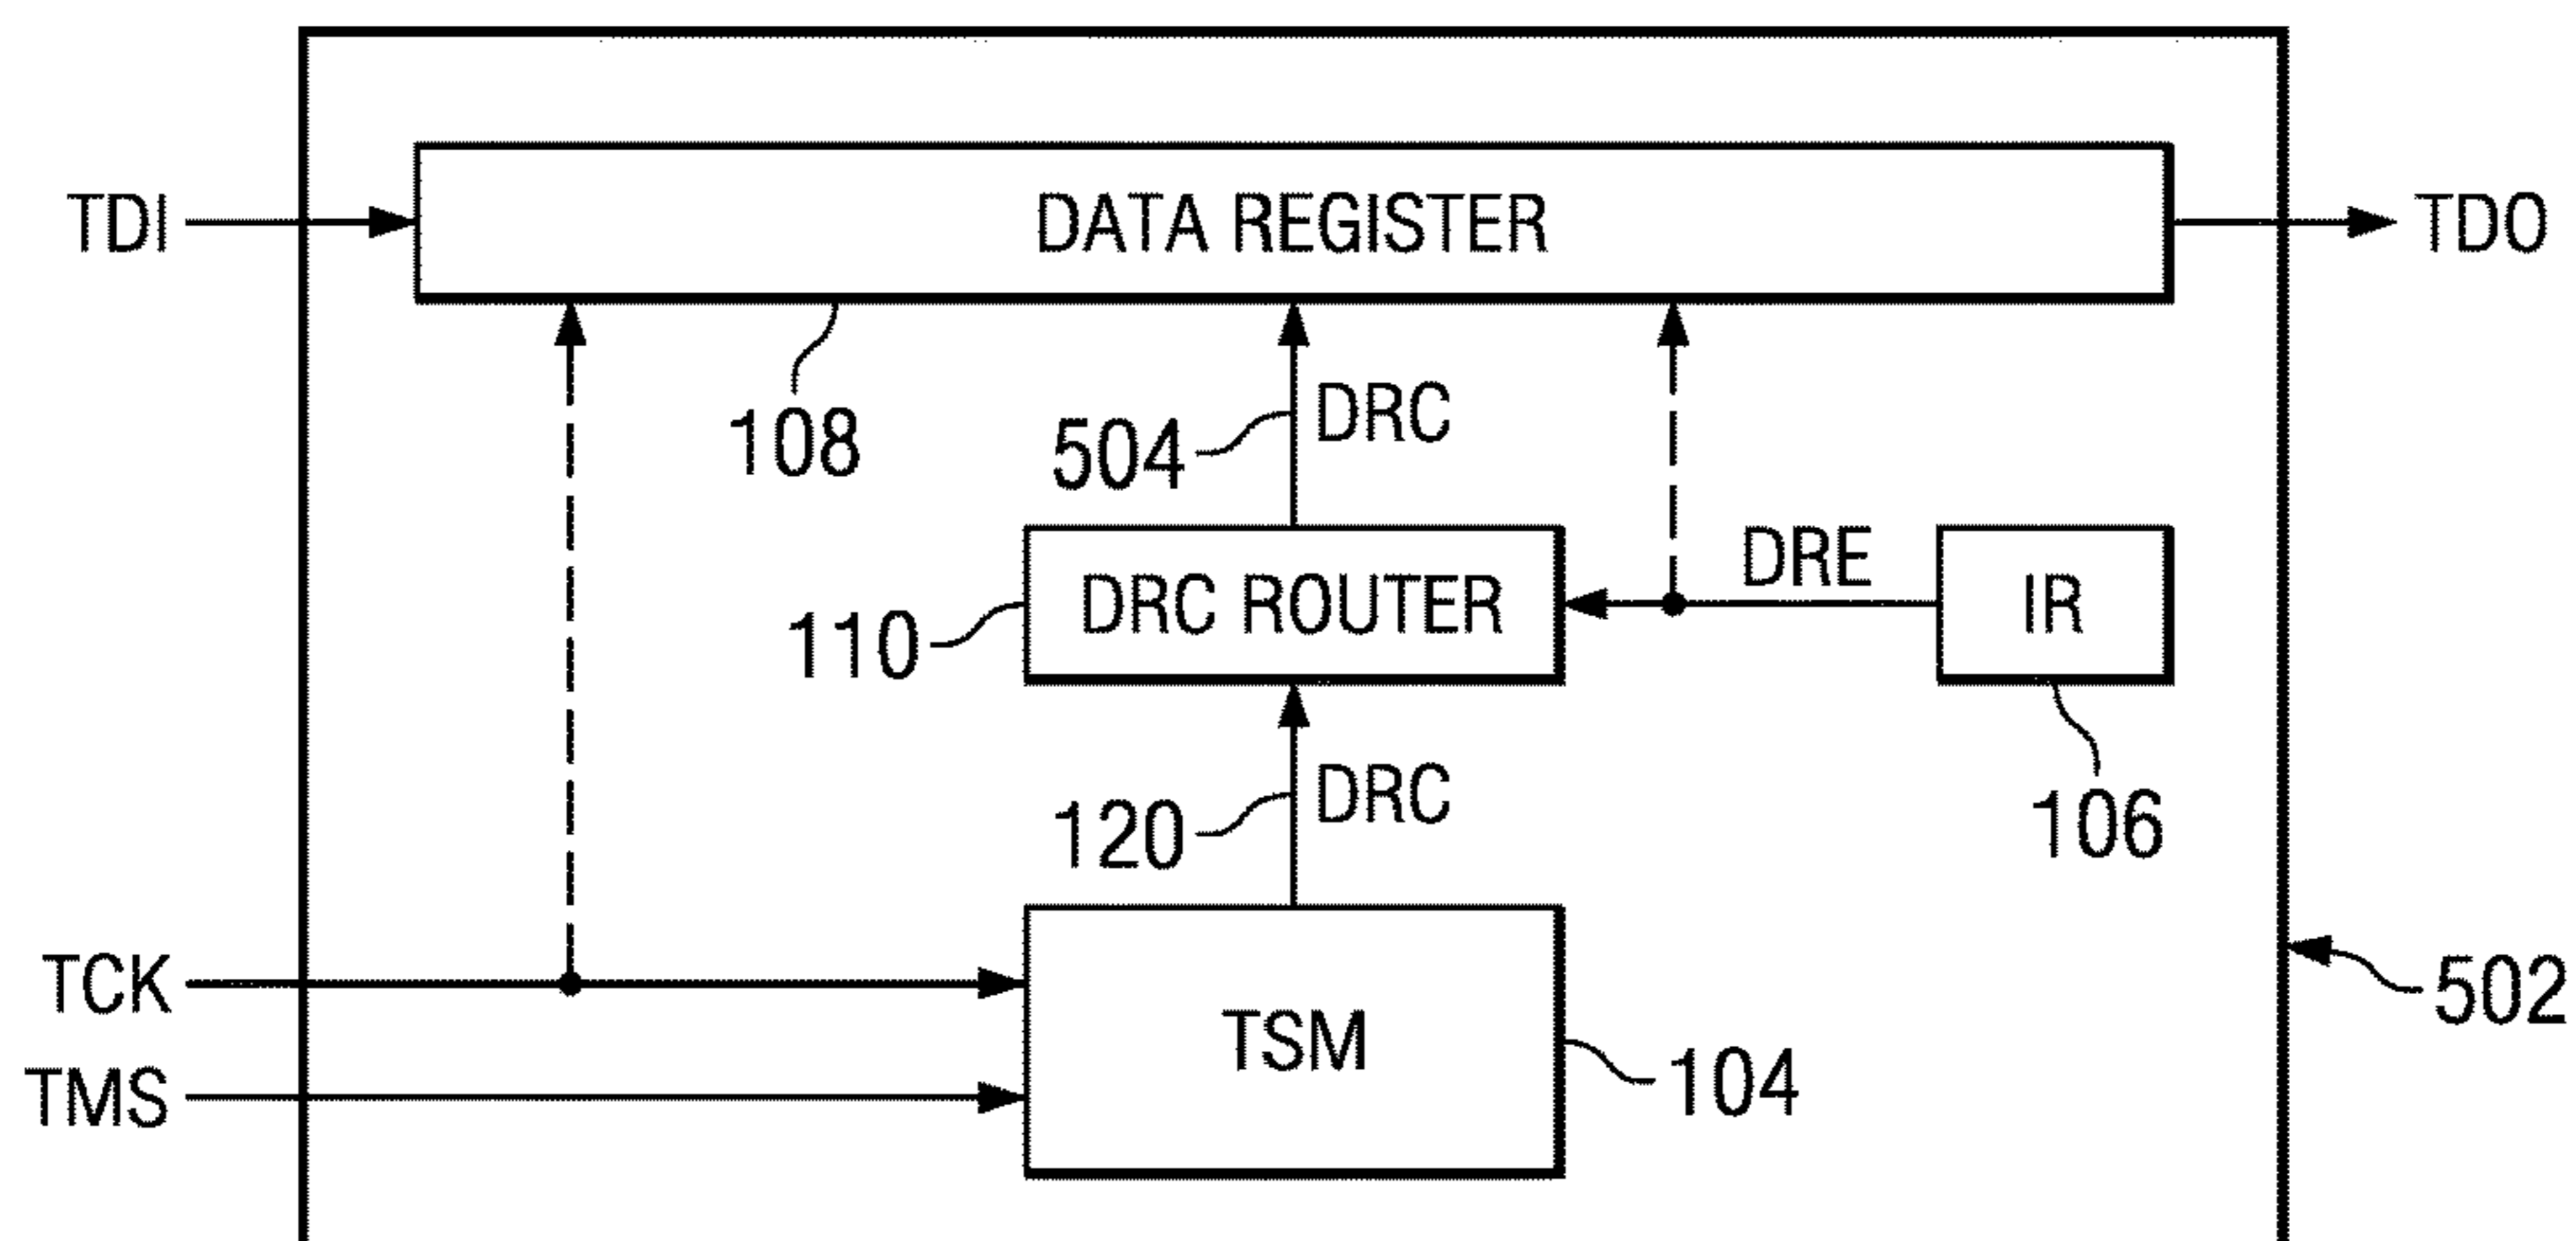 TDI
DATA REGISTER
TDO
108
504
DRC
110
DRC ROUTER
DRE
IR
120
DRC
106
TCK
TMS
TSM
104
502